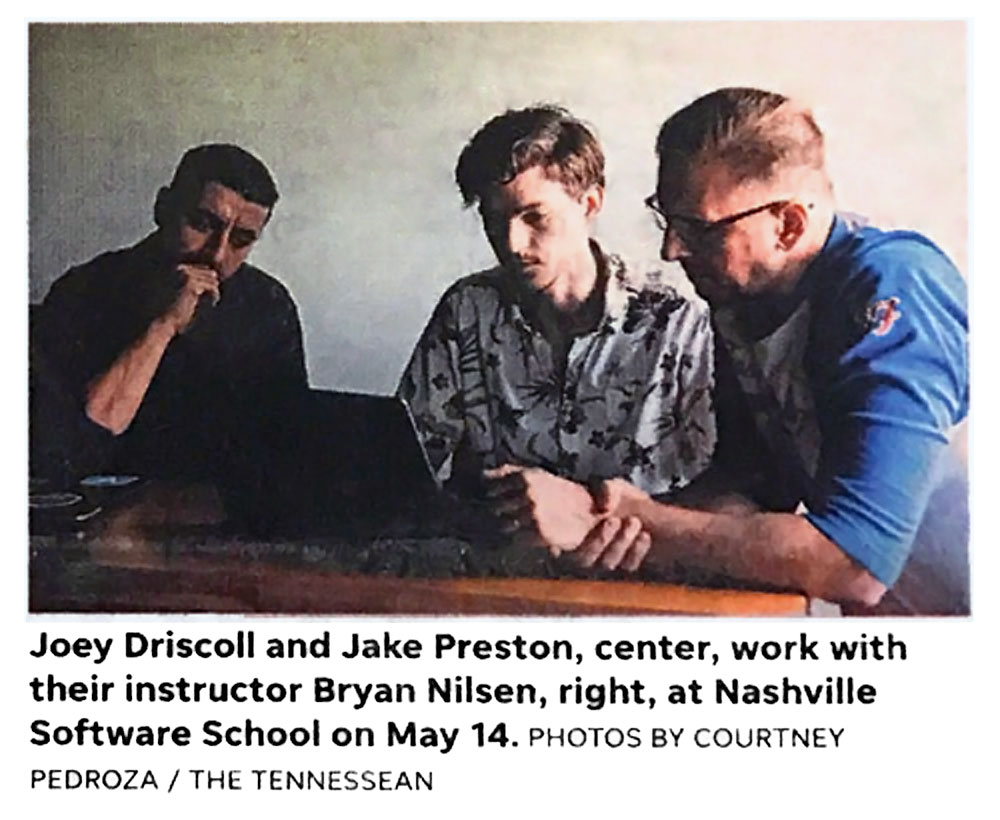 Joey Driscoll and Jake Preston, center, work with
their instructor Bryan Nilsen, right, at Nashville
Software School on May 14. PHOTOS BY COURTNEY
PEDROZA / THE TENNESSEAN